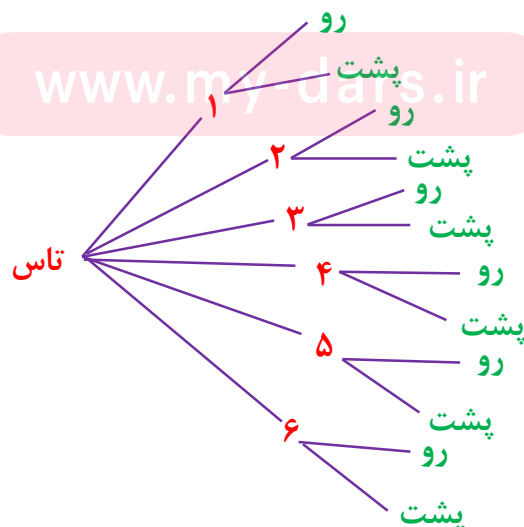 رو
پشت
www.my-dars.ir
۱
رو
۲
پشت
رو
۳
پشت
تاس
۴
رو
پشت
۵
رو
پشت
۶
رو
پشت